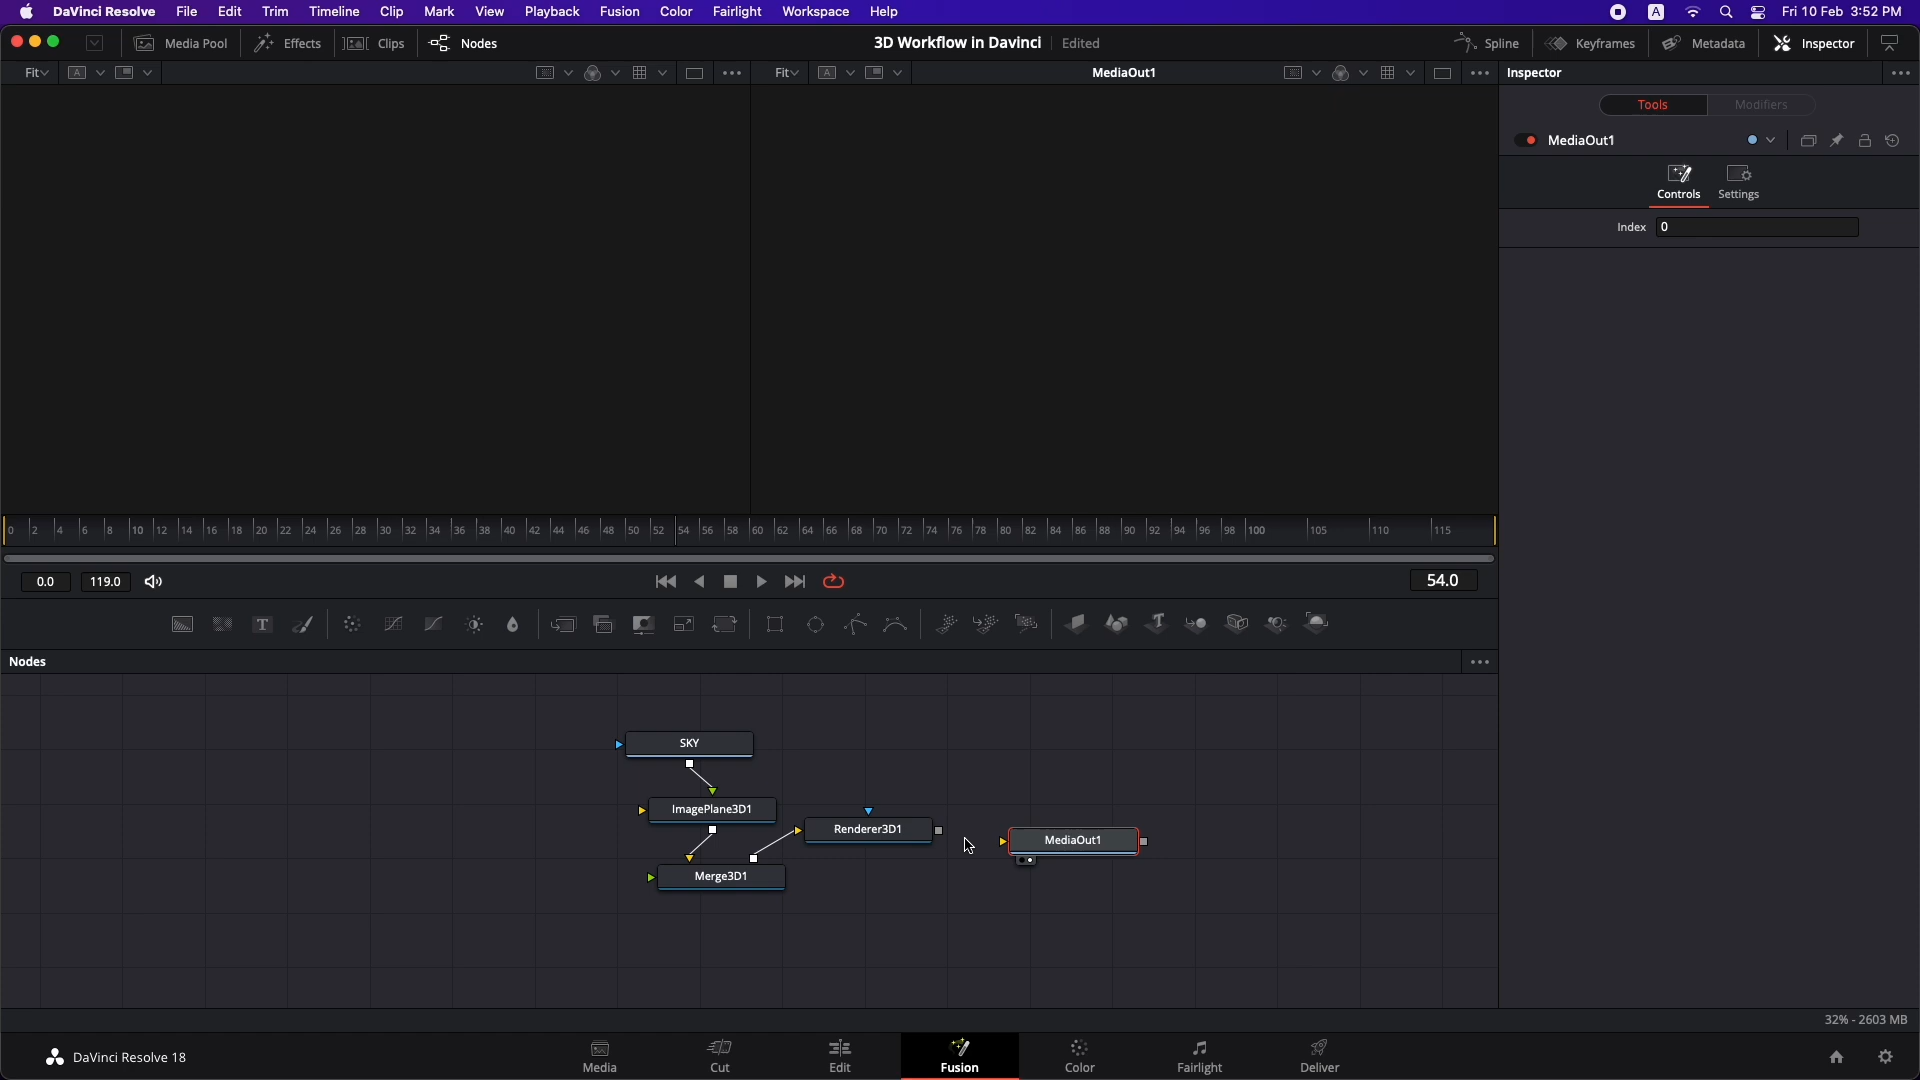 DaVinci Resolve File Edit Trim Timeline Clip Mark View Playback Fusion Color Fairlight Workspace Help A Fri 10 Feb 3:52 PM
Media Pool Effects Clips Nodes 3D Workflow in Davinci Edited Spline Keyframes Metadata Inspector
Fit A Fit A MediaOut1 Inspector
Tools Modifiers
MediaOut1
Controls Settings
Index 0
0 2 4 6 8 10 12 14 16 18 20 22 24 26 28 30 32 34 36 38 40 42 44 46 48 50 52 54 56 58 60 62 64 66 68 70 72 74 76 78 80 82 84 86 88 90 92 94 96 98 100 105 110 115
0.0 119.0 54.0
T T
Nodes
SKY
ImagePlane3D1
Renderer3D1
MediaOut1
Merge3D1
32% - 2603 MB
DaVinci Resolve 18 Media Cut Edit Fusion Color Fairlight Deliver